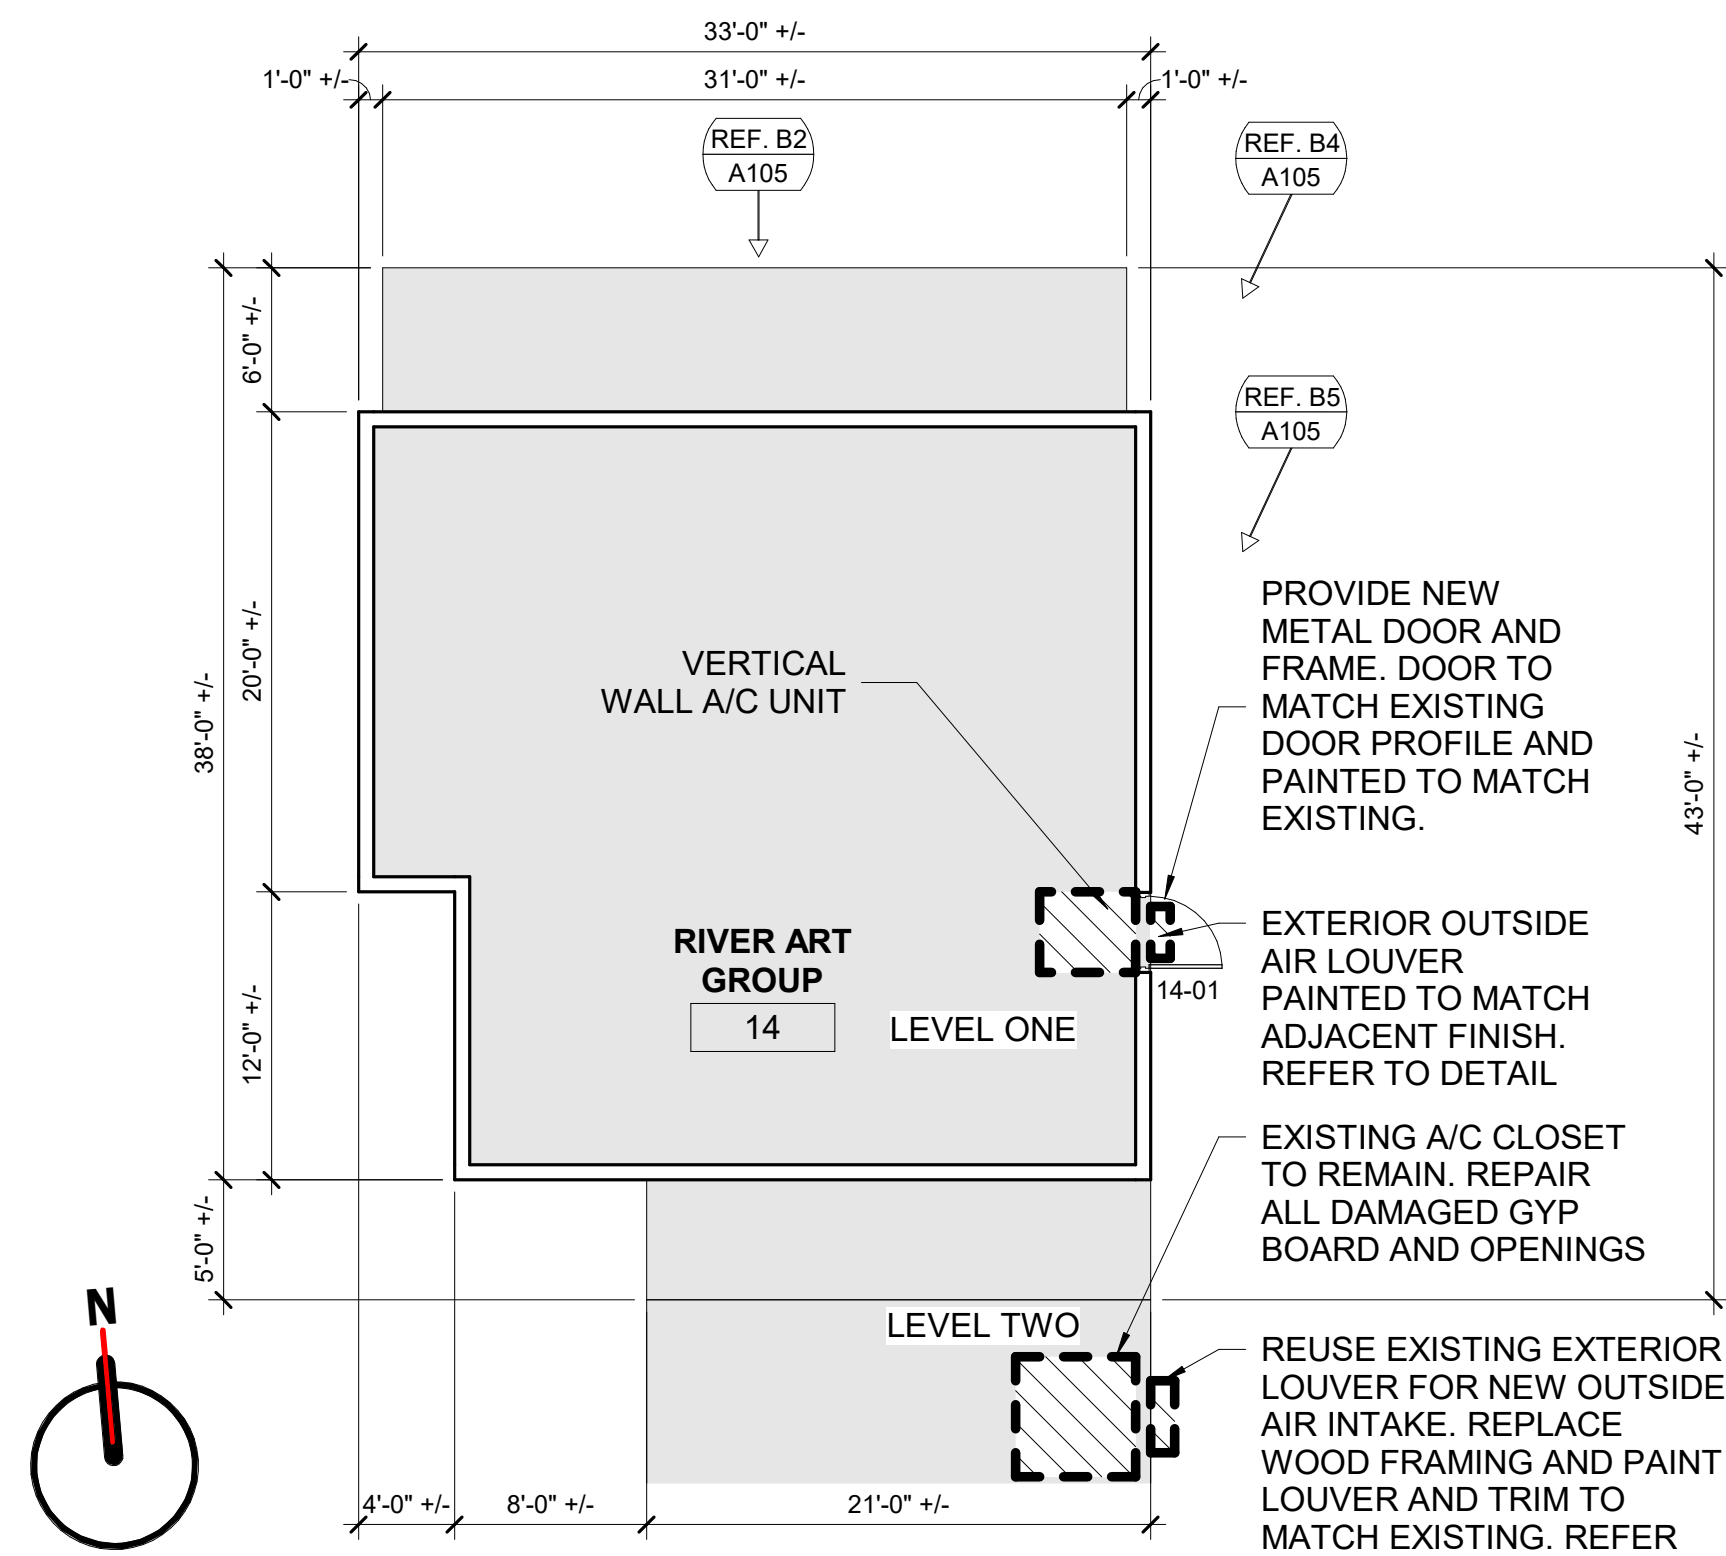 33'-0" +/-
1'-0" +/-
31'-0" +/-
1'-0" +/-
REF. B2
A105
REF. B4
A105
6'-0" +/-
REF. B5
A105
20'-0" +/-
38'-0" +/-
43'-0" +/-
VERTICAL
WALL A/C UNIT
PROVIDE NEW
METAL DOOR AND
FRAME. DOOR TO
MATCH EXISTING
DOOR PROFILE AND
PAINTED TO MATCH
EXISTING.
RIVER ART
GROUP
14
LEVEL ONE
14-01
EXTERIOR OUTSIDE
AIR LOUVER
PAINTED TO MATCH
ADJACENT FINISH.
REFER TO DETAIL
12'-0" +/-
EXISTING A/C CLOSET
TO REMAIN. REPAIR
ALL DAMAGED GYP
BOARD AND OPENINGS
5'-0" +/-
N
LEVEL TWO
REUSE EXISTING EXTERIOR
LOUVER FOR NEW OUTSIDE
AIR INTAKE. REPLACE
WOOD FRAMING AND PAINT
LOUVER AND TRIM TO
MATCH EXISTING. REFER
4'-0" +/-
8'-0" +/-
21'-0" +/-